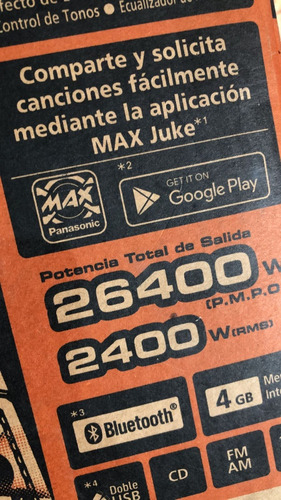 Control de Tonos ● Ecualizador
Comparte y solicita
canciones fácilmente
mediante la aplicación
MAX Juke*1
*2
MAX
Panasonic
GET IT ON
Google Play
Potencia Total de Salida
26400 W
(P.M.P.O
2400 W(RMS)
*3
Bluetooth®
4 GB
*4
Doble
USB
CD
FM
AM